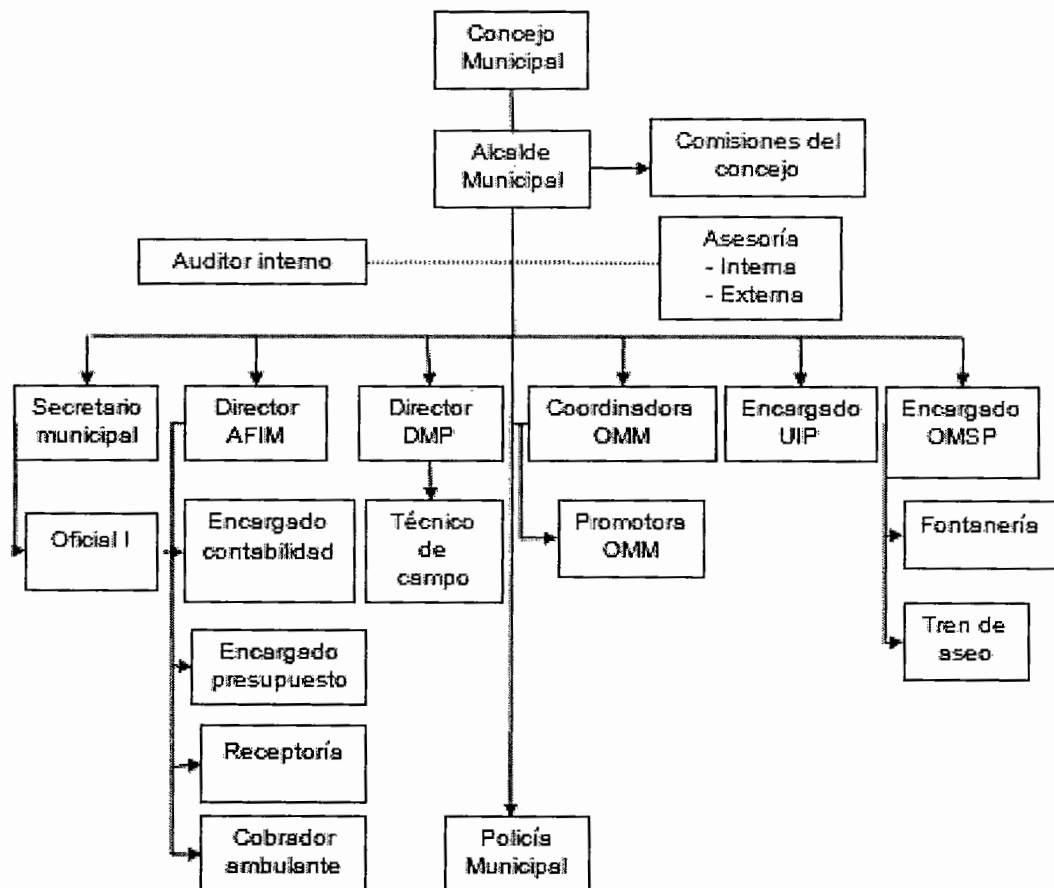 Concejo
Municipal
Alcalde
Municipal
Comisiones del
concejo
Auditor interno
Asesoría
- Interna
- Externa
Secretario
municipal
Director
AFIM
Director
DMP
Coordinadora
OMM
Encargado
UIP
Encargado
OMSP
Oficial I
Encargado
contabilidad
Técnico
de
campo
Promotora
OMM
Fontanería
Encargado
presupuesto
Tren de
aseo
Receptoría
Cobrador
ambulante
Policía
Municipal